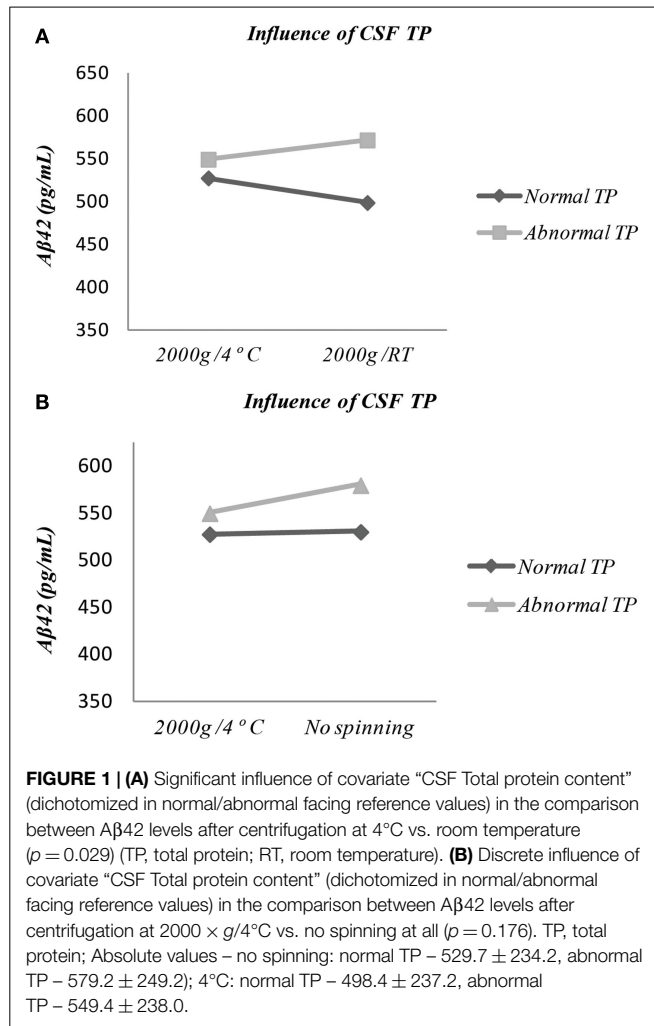 A
Influence of CSF TP
650
600
550
500
450
400
350
Aβ42 (pg/mL)
2000g/4 º C
2000g/RT
Normal TP
Abnormal TP
B
Influence of CSF TP
600
550
500
450
400
350
Aβ42 (pg/mL)
2000g/4 º C
No spinning
Normal TP
Abnormal TP
FIGURE 1 | (A) Significant influence of covariate “CSF Total protein content”
(dichotomized in normal/abnormal facing reference values) in the comparison
between Aβ42 levels after centrifugation at 4°C vs. room temperature
(p = 0.029) (TP, total protein; RT, room temperature). (B) Discrete influence of
covariate “CSF Total protein content” (dichotomized in normal/abnormal
facing reference values) in the comparison between Aβ42 levels after
centrifugation at 2000 × g/4°C vs. no spinning at all (p = 0.176). TP, total
protein; Absolute values – no spinning: normal TP – 529.7 ± 234.2, abnormal
TP – 579.2 ± 249.2); 4°C: normal TP – 498.4 ± 237.2, abnormal
TP – 549.4 ± 238.0.